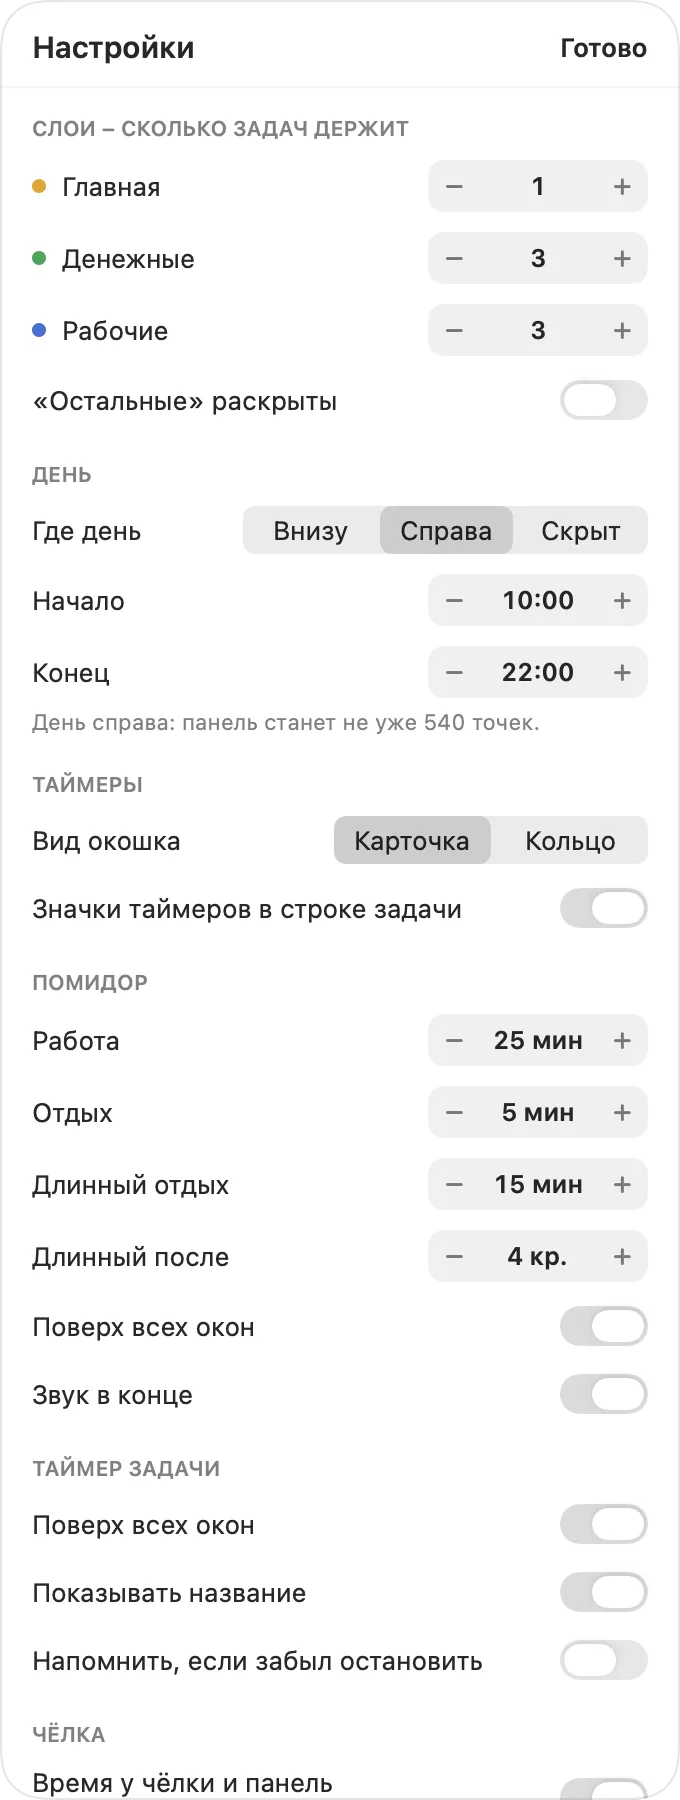 Настройки Готово
СЛОИ – СКОЛЬКО ЗАДАЧ ДЕРЖИТ
Главная − 1 +
Денежные − 3 +
Рабочие − 3 +
«Остальные» раскрыты
ДЕНЬ
Где день Внизу Справа Скрыт
Начало − 10:00 +
Конец − 22:00 +
День справа: панель станет не уже 540 точек.
ТАЙМЕРЫ
Вид окошка Карточка Кольцо
Значки таймеров в строке задачи
ПОМИДОР
Работа − 25 мин +
Отдых − 5 мин +
Длинный отдых − 15 мин +
Длинный после − 4 кр. +
Поверх всех окон
Звук в конце
ТАЙМЕР ЗАДАЧИ
Поверх всех окон
Показывать название
Напомнить, если забыл остановить
ЧЁЛКА
Время у чёлки и панель